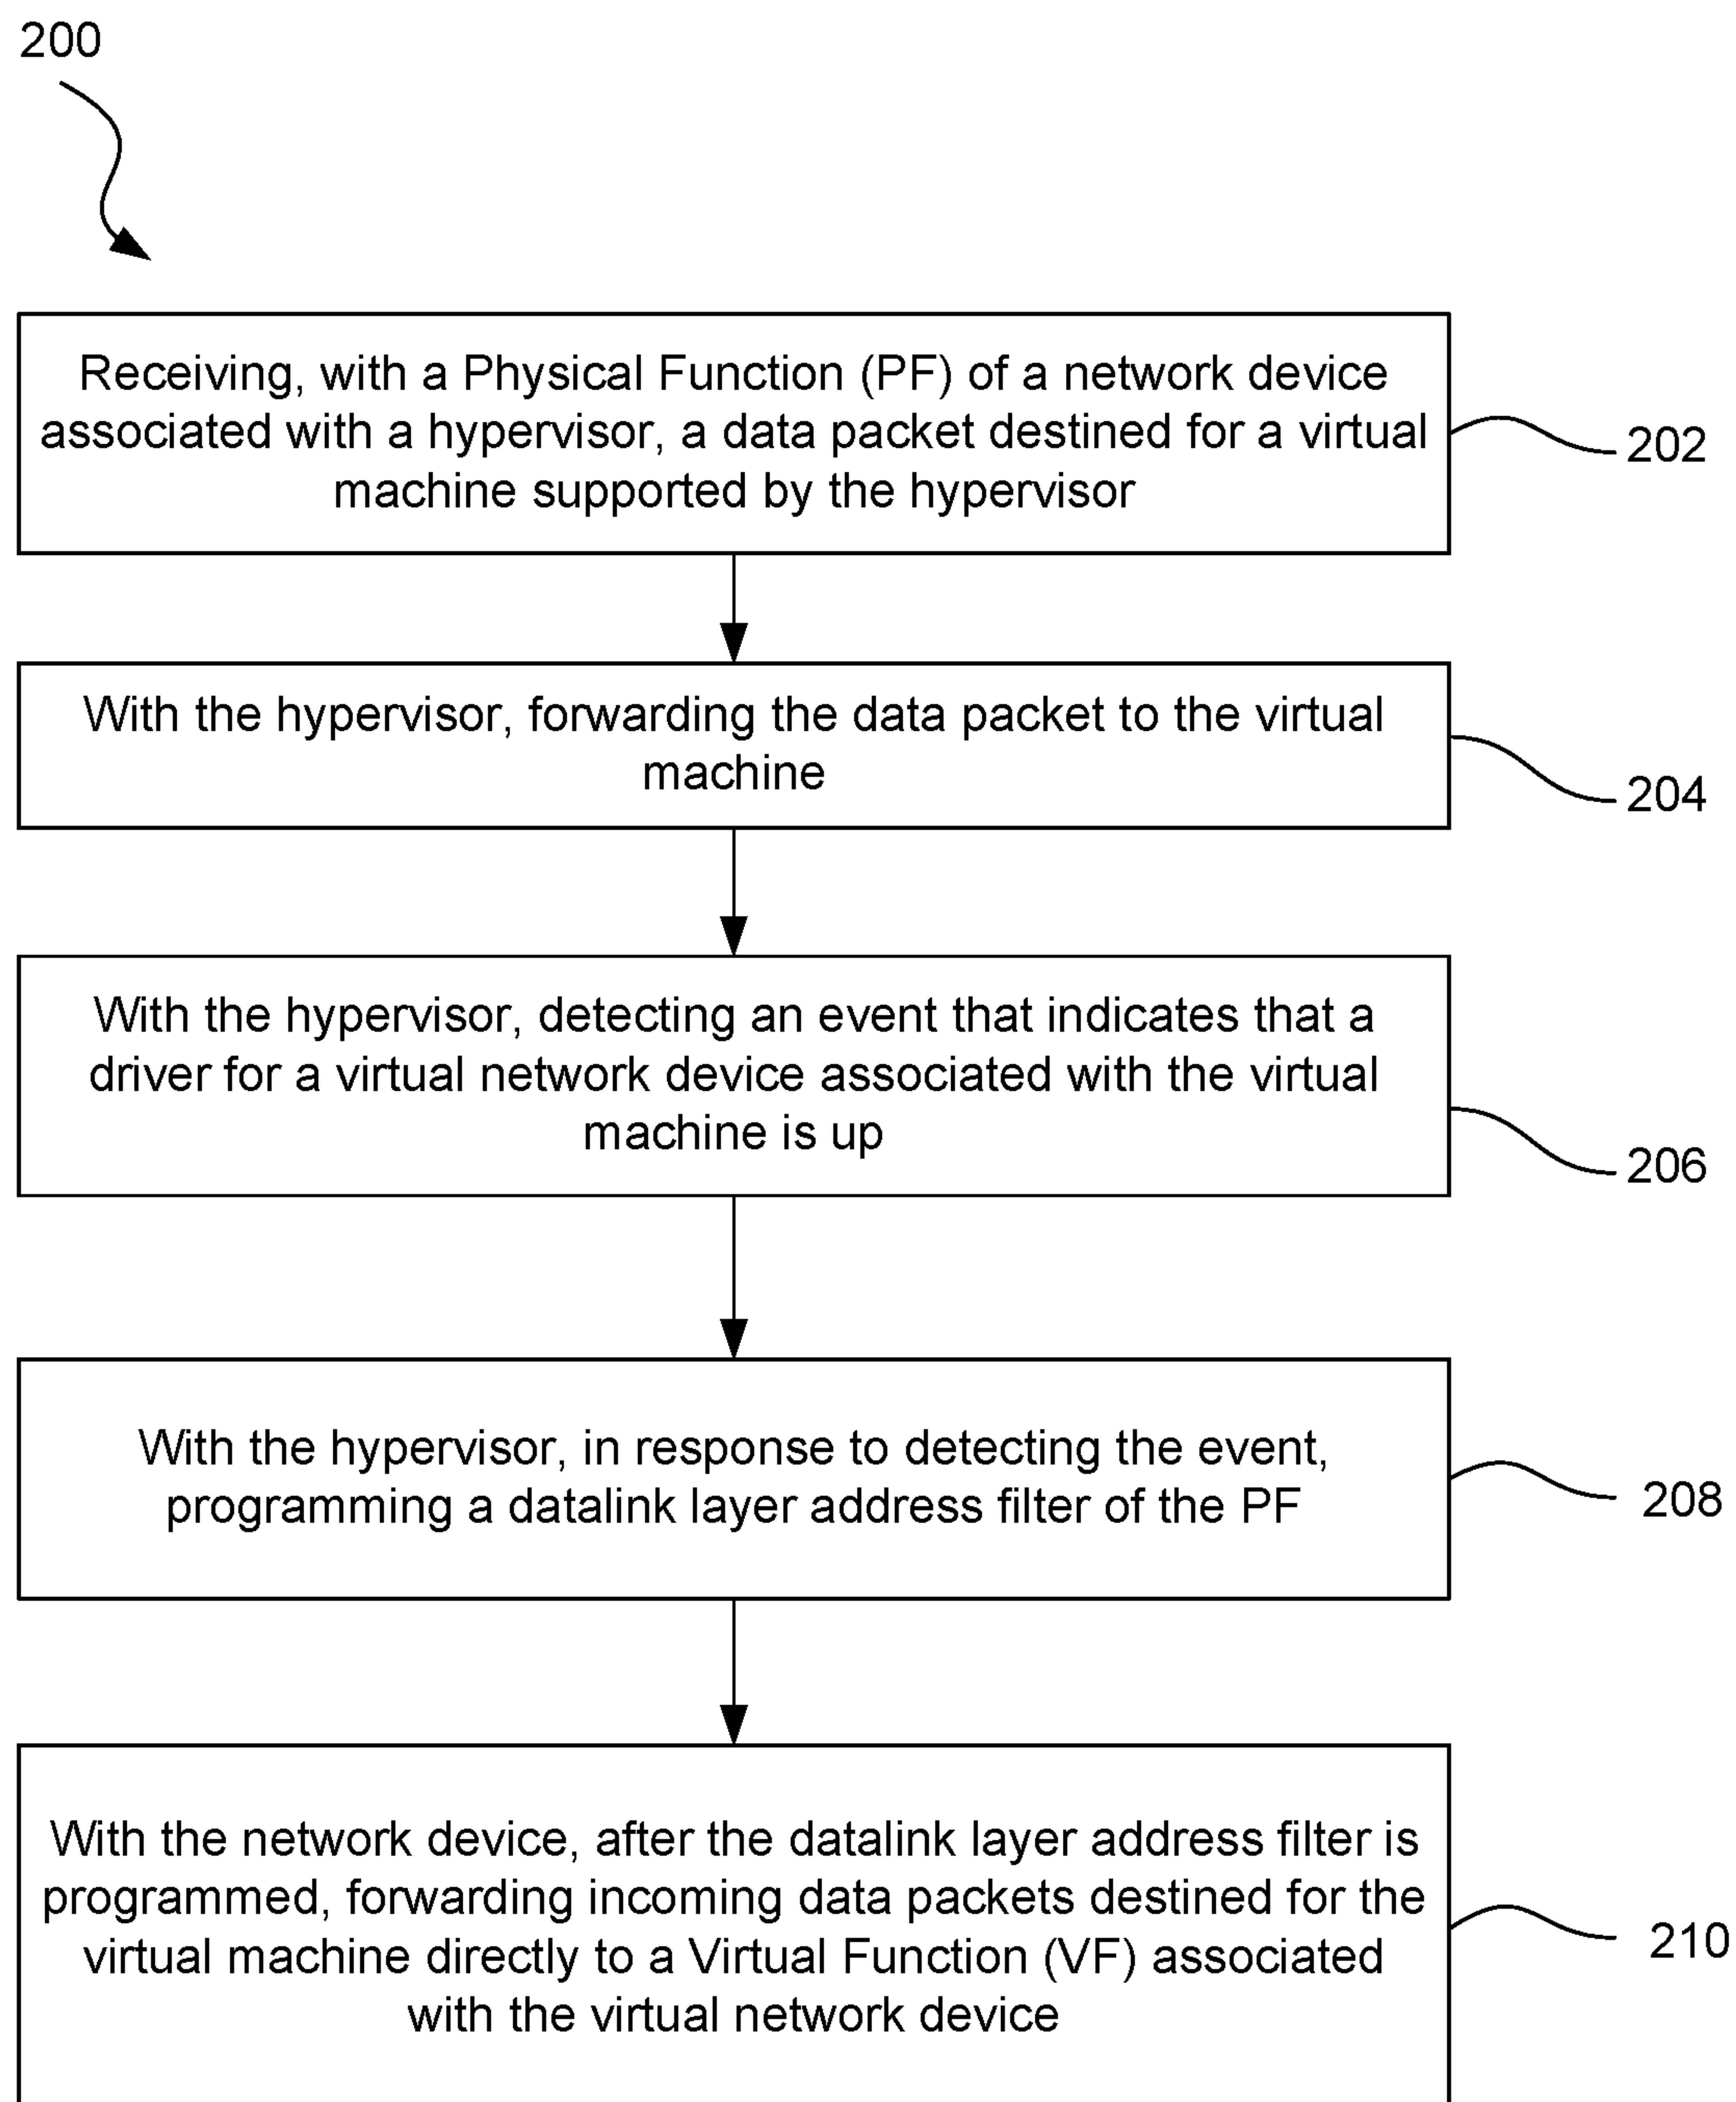 200
Receiving, with a Physical Function (PF) of a network device
associated with a hypervisor, a data packet destined for a virtual
machine supported by the hypervisor
202
With the hypervisor, forwarding the data packet to the virtual
machine
204
With the hypervisor, detecting an event that indicates that a
driver for a virtual network device associated with the virtual
machine is up
206
With the hypervisor, in response to detecting the event,
programming a datalink layer address filter of the PF
208
With the network device, after the datalink layer address filter is
programmed, forwarding incoming data packets destined for the
virtual machine directly to a Virtual Function (VF) associated
with the virtual network device
210